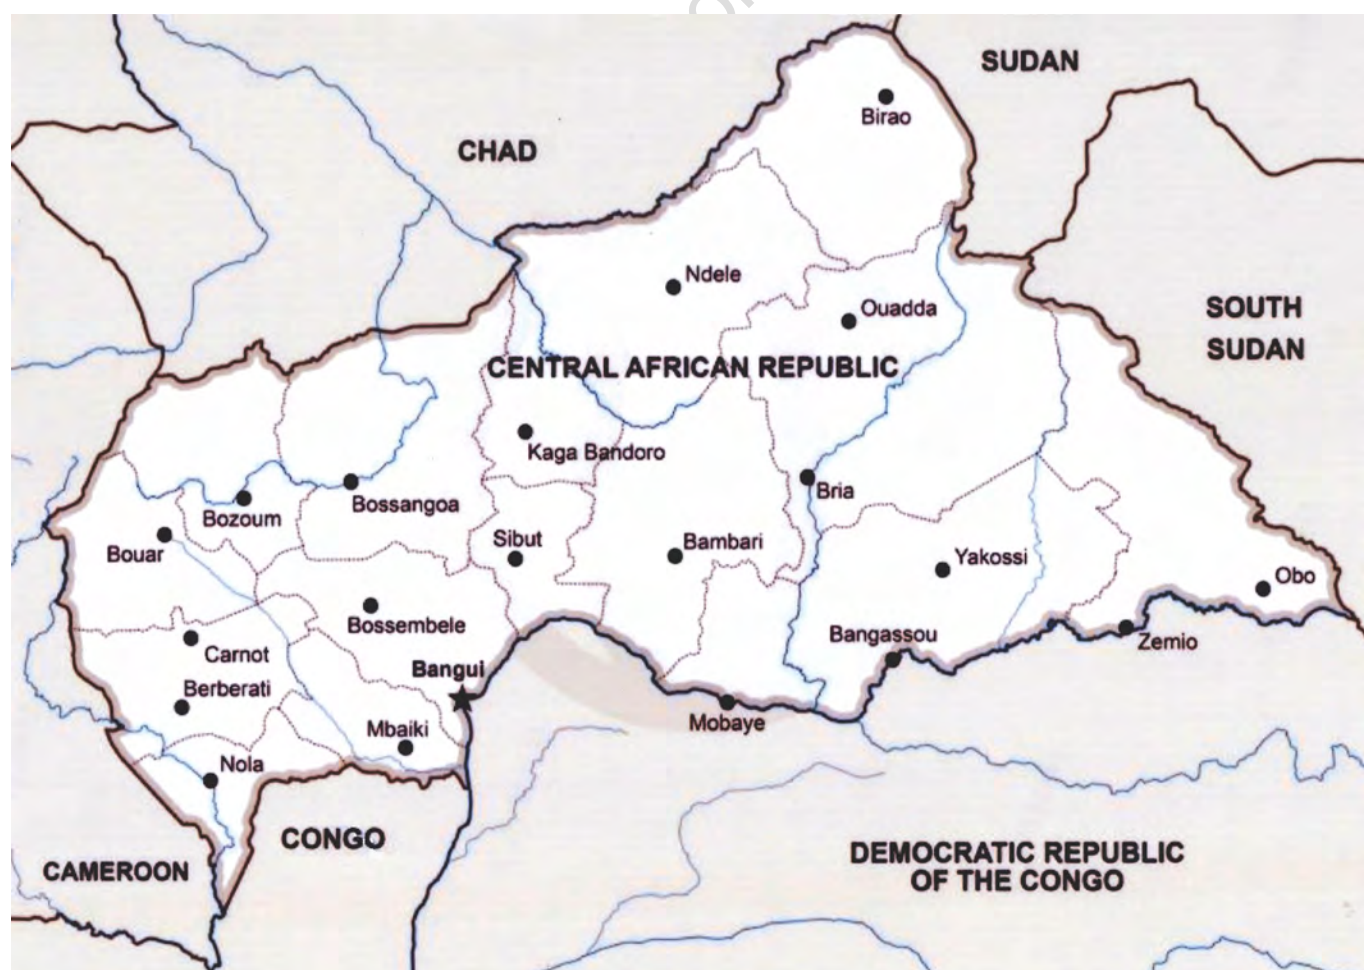 SUDAN
Birao
CHAD
Ndele
Ouadda
SOUTH
SUDAN
CENTRAL AFRICAN REPUBLIC
Kaga Bandoro
Bria
Bossangoa
Bozoum
Bouar
Sibut
Bambari
Yakossi
Obo
Bossembele
Bangassou
Zemio
Carnot
Bangui
Berberati
Mbaiki
Mobaye
Nola
CONGO
CAMEROON
DEMOCRATIC REPUBLIC
OF THE CONGO